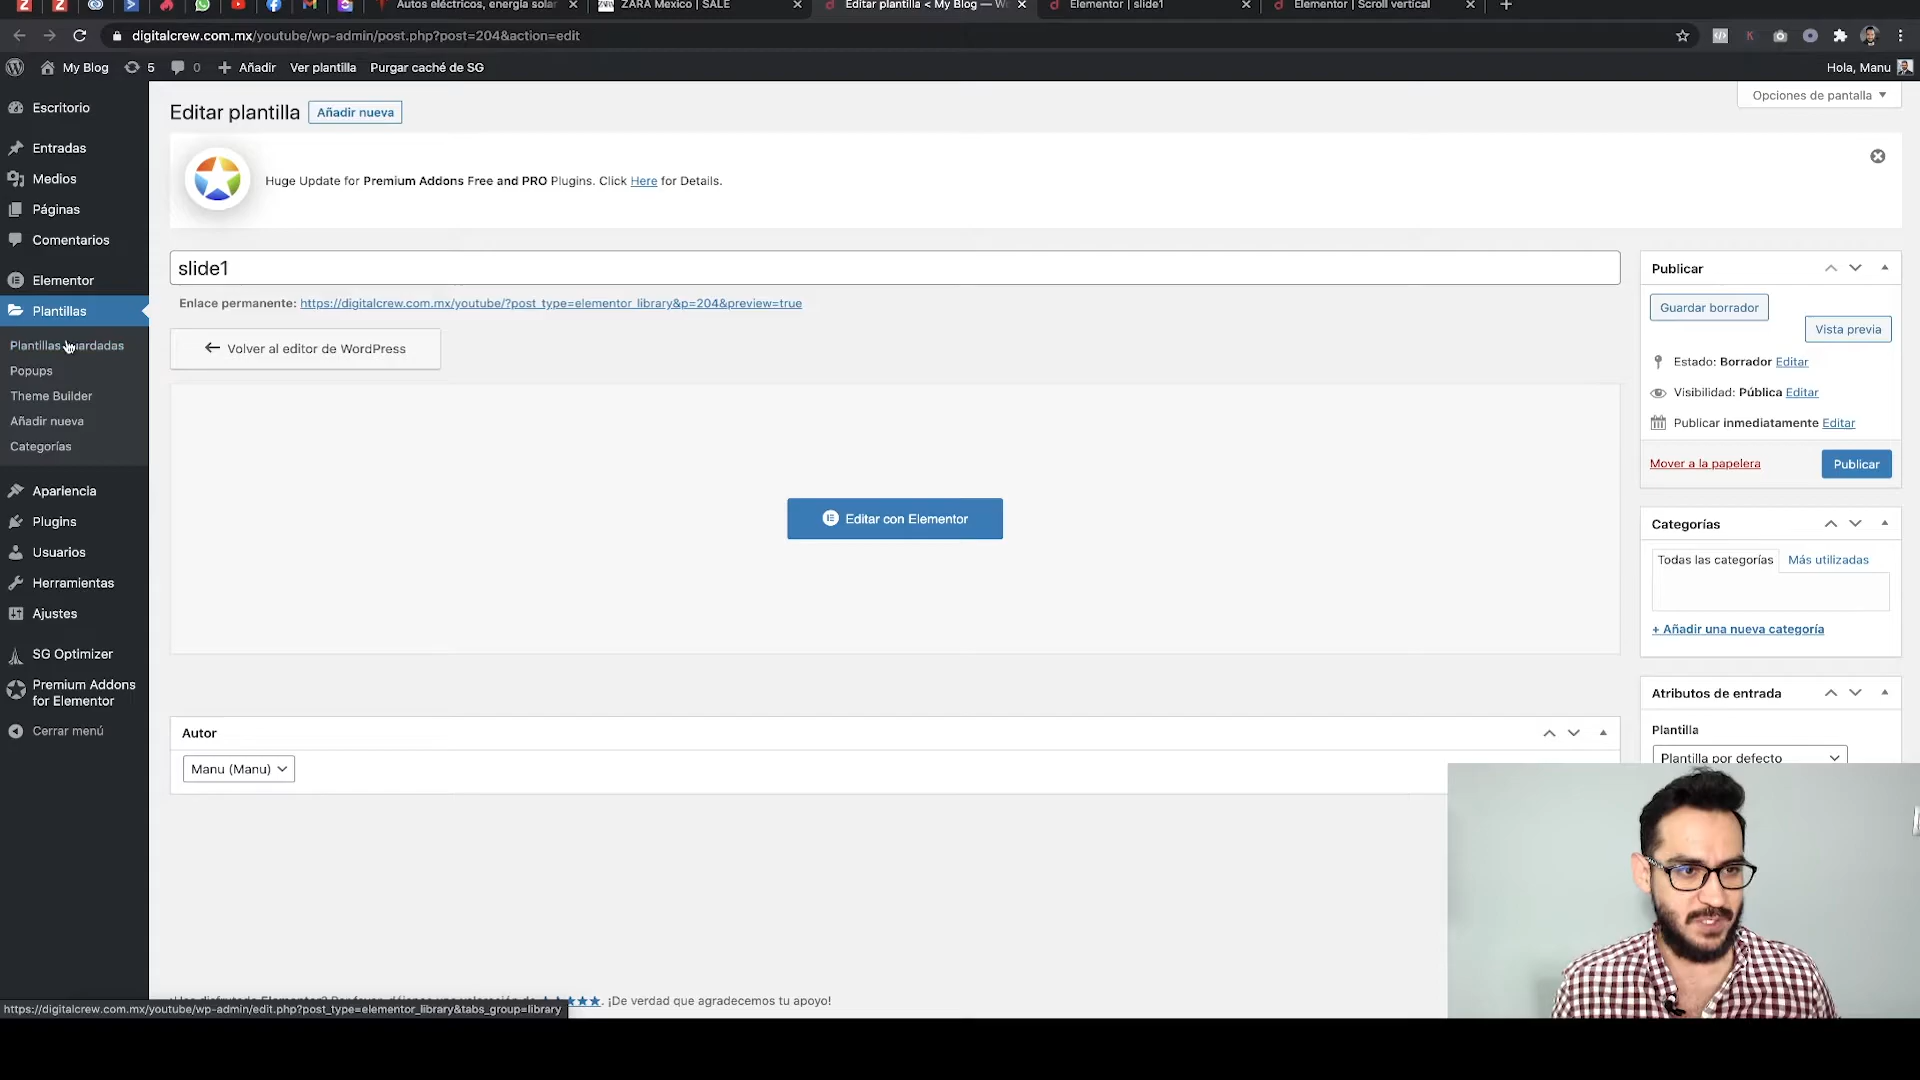 Autos eléctricos, energía solar
ZARA Mexico | SALE
Editar plantilla < My Blog — W
Elementor | slide1
Elementor | Scroll vertical
digitalcrew.com.mx/youtube/wp-admin/post.php?post=204&action=edit
My Blog
5
0
Añadir
Ver plantilla
Purgar caché de SG
Hola, Manu
Escritorio
Entradas
Medios
Páginas
Comentarios
Elementor
Plantillas
Plantillas
Popups
Theme Builder
Añadir nueva
Categorías
Apariencia
Plugins
Usuarios
Herramientas
Ajustes
SG Optimizer
Premium Addons
for Elementor
Cerrar menú
Opciones de pantalla
Editar plantilla
Añadir nueva
Huge Update for Premium Addons Free and PRO Plugins. Click Here for Details.
slide1
Enlace permanente: https://digitalcrew.com.mx/youtube/?post_type=elementor_library&p=204&preview=true
Volver al editor de WordPress
Editar con Elementor
Autor
Manu (Manu)
Publicar
Guardar borrador
Vista previa
Estado: Borrador Editar
Visibilidad: Pública Editar
Publicar inmediatamente Editar
Mover a la papelera
Publicar
Categorías
Todas las categorías
Más utilizadas
+ Añadir una nueva categoría
Atributos de entrada
Plantilla
Plantilla por defecto
¡De verdad que agradecemos tu apoyo!
https://digitalcrew.com.mx/youtube/wp-admin/edit.php?post_type=elementor_library&tabs_group=library